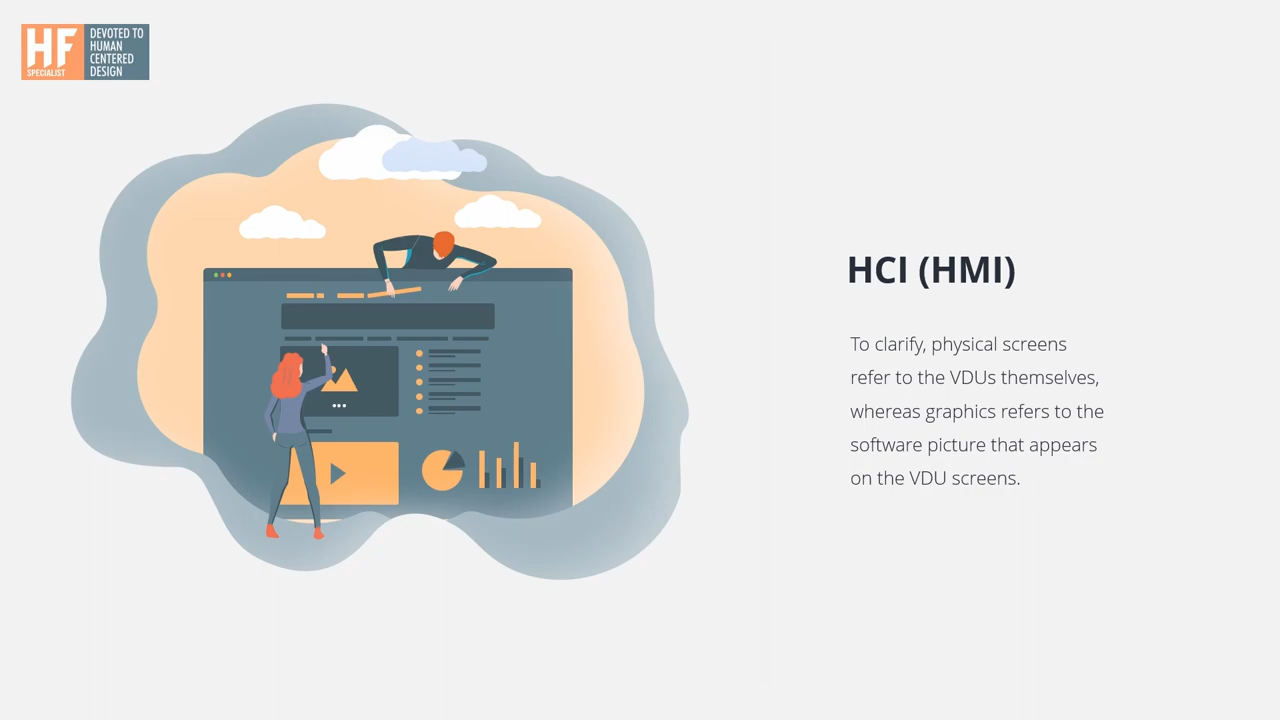 HF
SPECIALIST
DEVOTED TO
HUMAN
CENTERED
DESIGN
HCI (HMI)
To clarify, physical screens
refer to the VDUs themselves,
whereas graphics refers to the
software picture that appears
on the VDU screens.